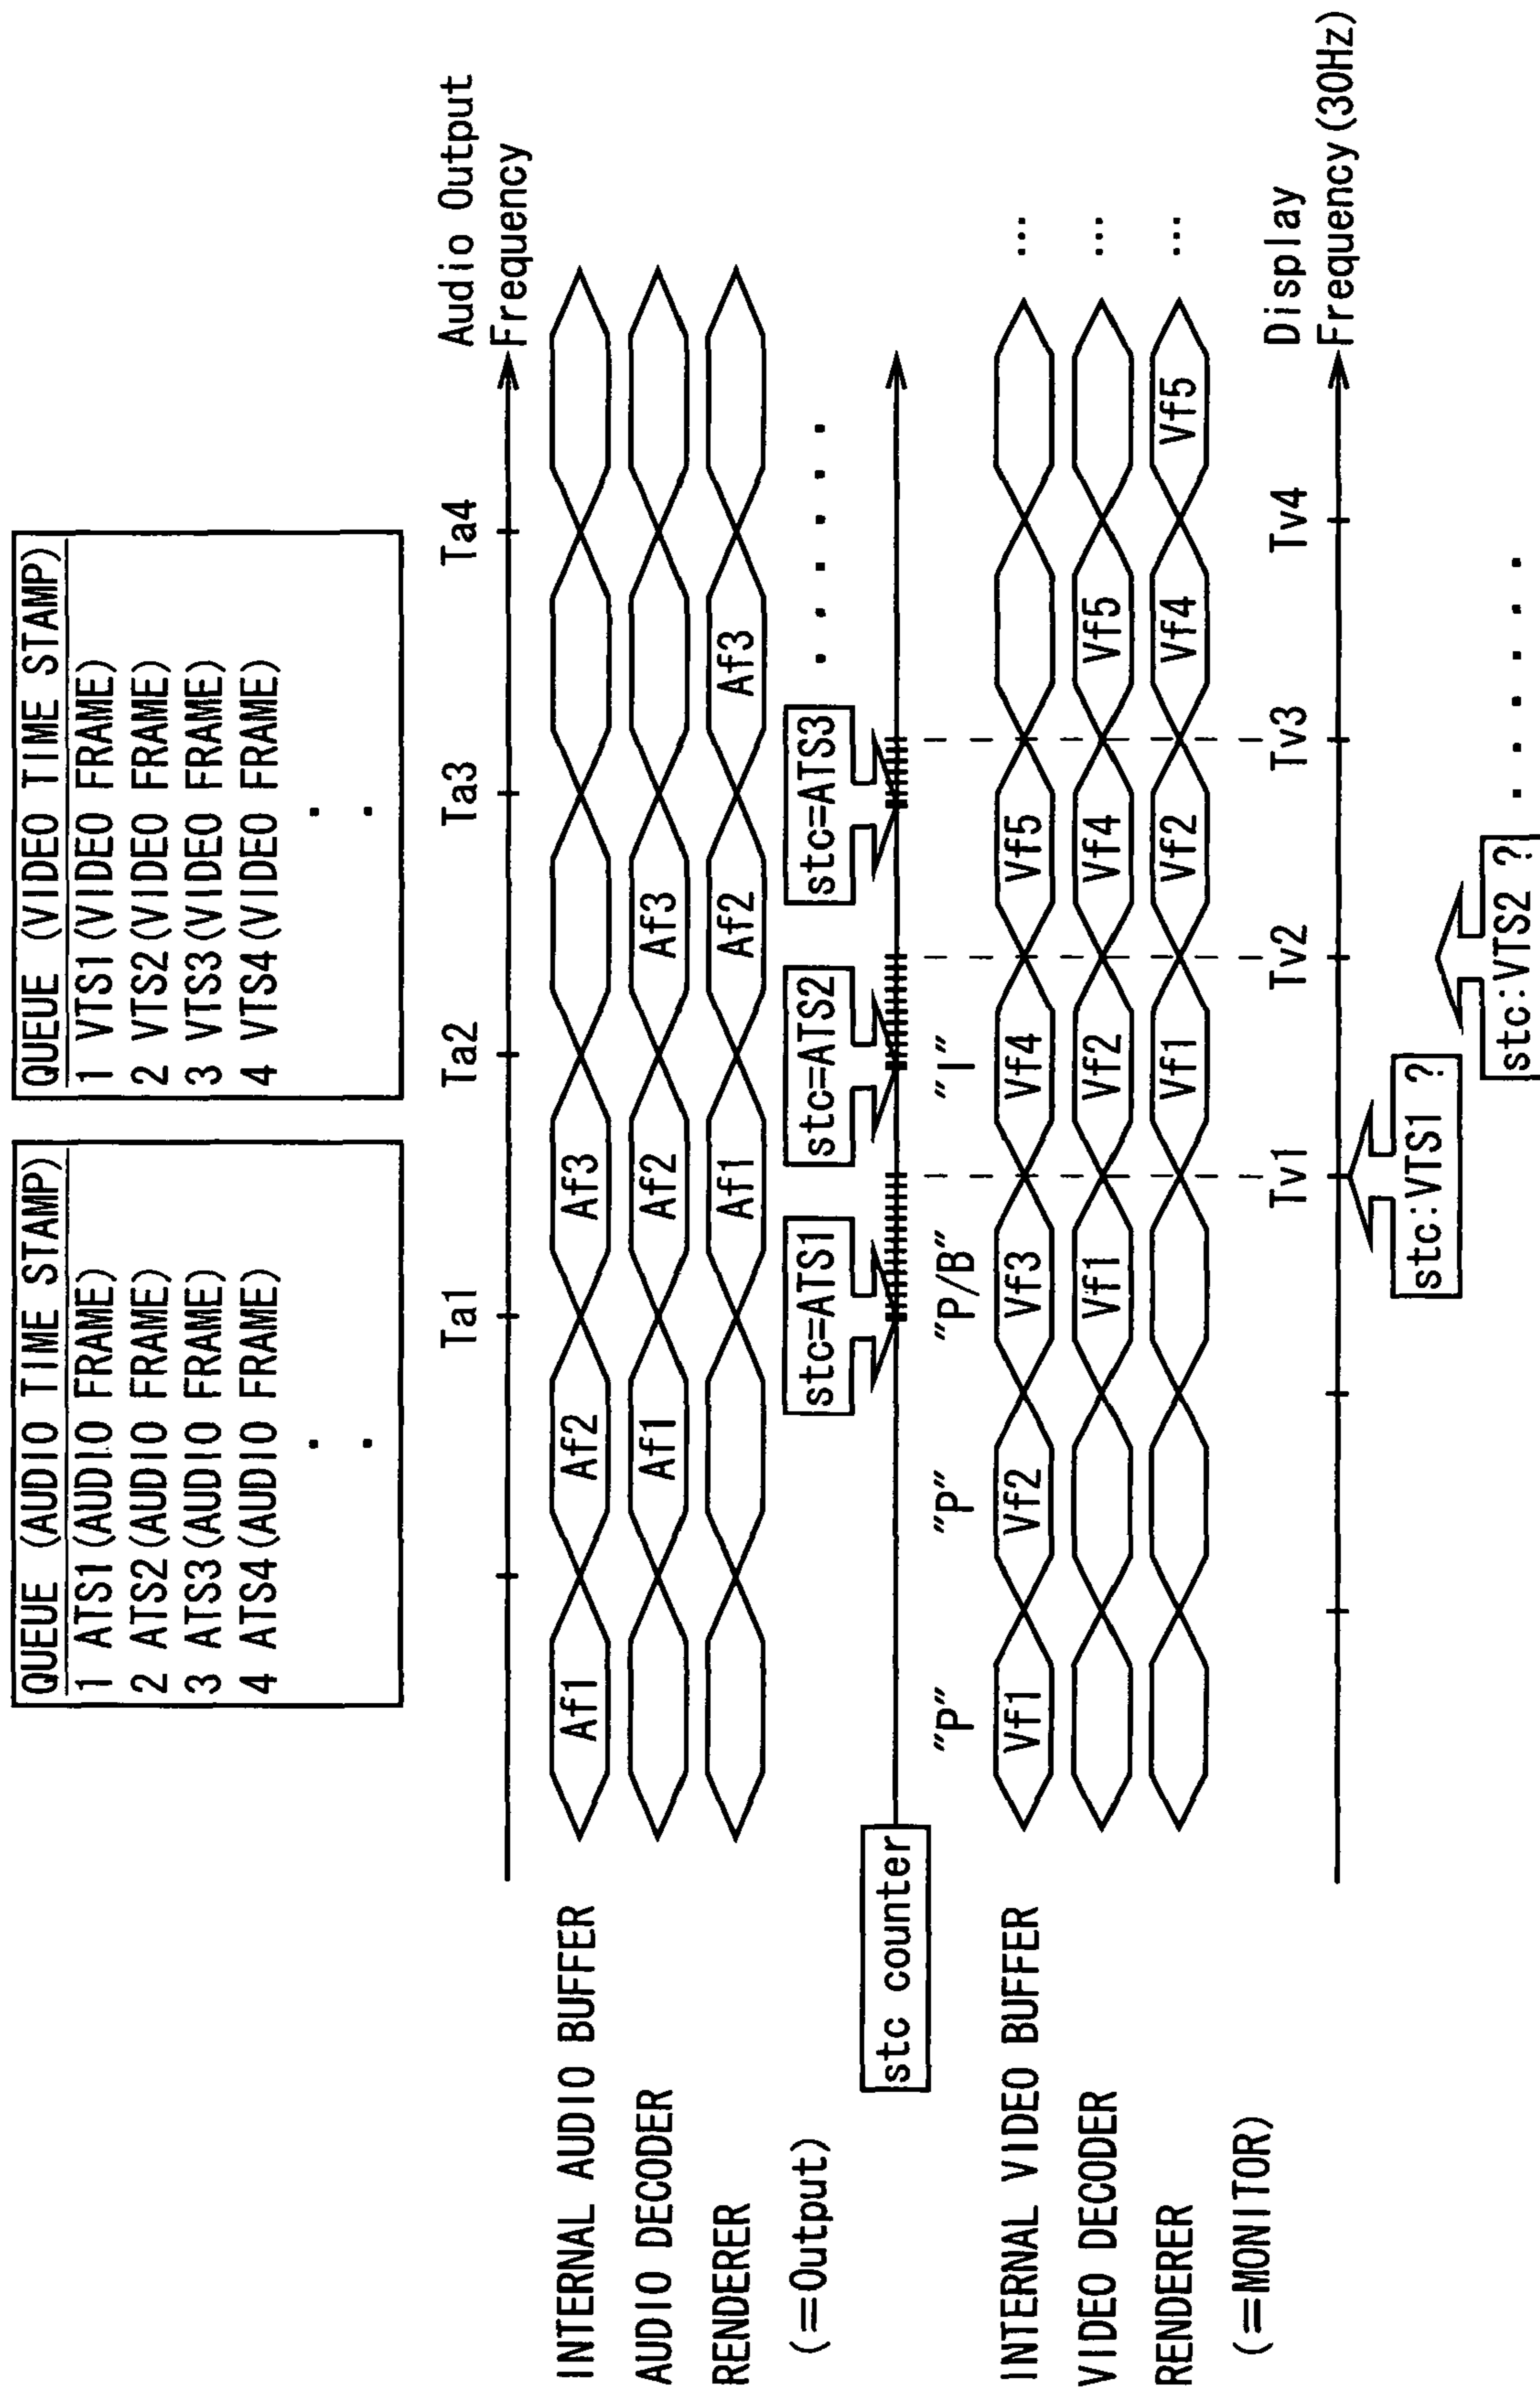 QUEUE (AUDIO TIME STAMP)
1 ATS1(AUDIO FRAME)
2 ATS2(AUDIO FRAME)
3 ATS3(AUDIO FRAME)
4 ATS4(AUDIO FRAME)
.
.
QUEUE (VIDEO TIME STAMP)
1 VTS1(VIDEO FRAME)
2 VTS2(VIDEO FRAME)
3 VTS3(VIDEO FRAME)
4 VTS4(VIDEO FRAME)
.
.
Ta1 Ta2 Ta3 Ta4
Audio Output
Frequency
INTERNAL AUDIO BUFFER Af1 Af2 Af3
AUDIO DECODER Af1 Af2 Af3
RENDERER Af1 Af2 Af3
(=Output) stc=ATS1 stc=ATS2 stc=ATS3 . . . . . .
stc counter
"P" "P" "P/B" "I"
INTERNAL VIDEO BUFFER Vf1 Vf2 Vf3 Vf4 Vf5 ...
VIDEO DECODER Vf1 Vf2 Vf4 Vf5 ...
RENDERER Vf1 Vf2 Vf4 Vf5 ...
(=MONITOR)
Tv1 Tv2 Tv3 Tv4
Display
Frequency(30Hz)
stc:VTS1 ?
stc:VTS2 ? . . . . . .